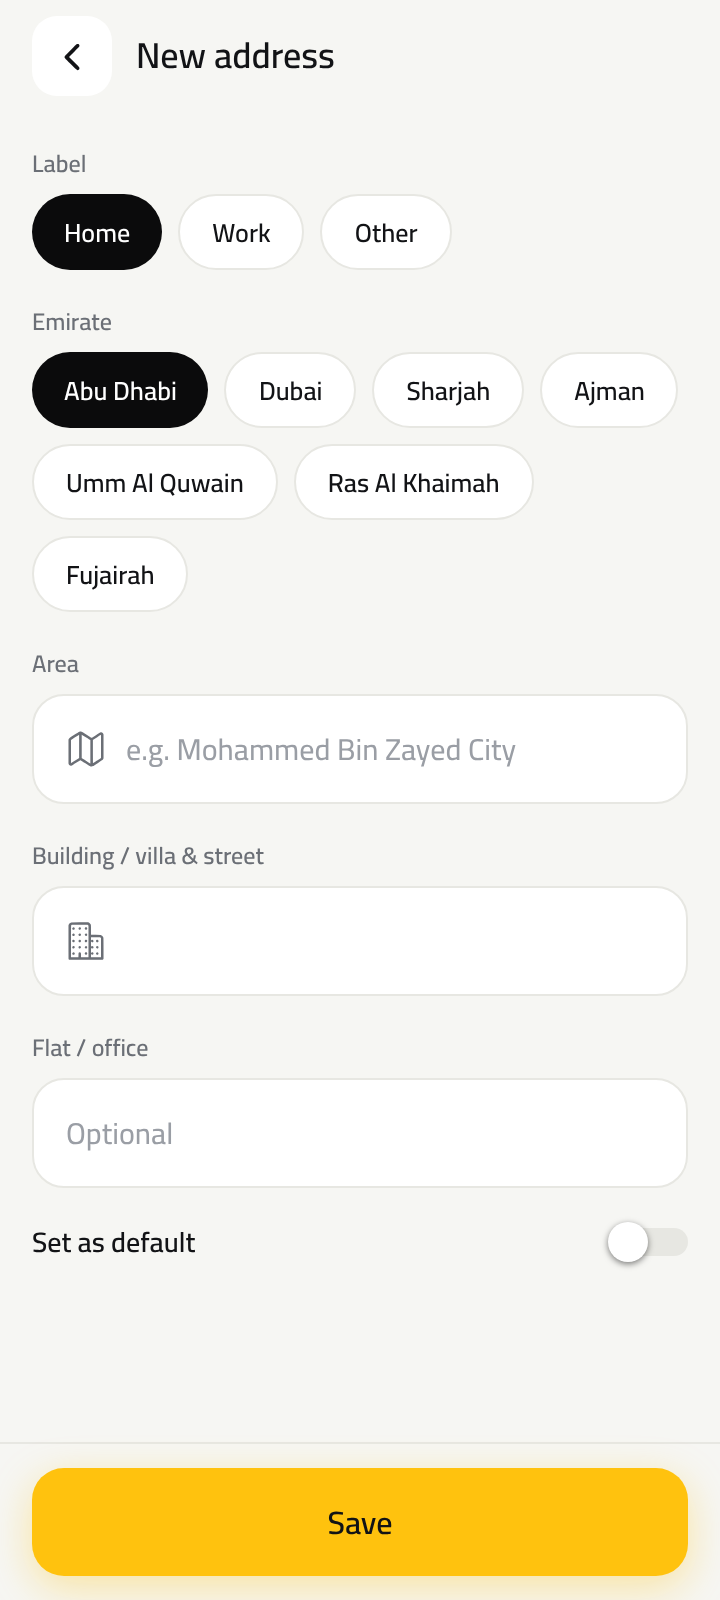 New address
Label
Home Work Other
Emirate
Abu Dhabi Dubai Sharjah Ajman
Umm Al Quwain Ras Al Khaimah
Fujairah
Area
e.g. Mohammed Bin Zayed City
Building / villa & street
Flat / office
Optional
Set as default
Save